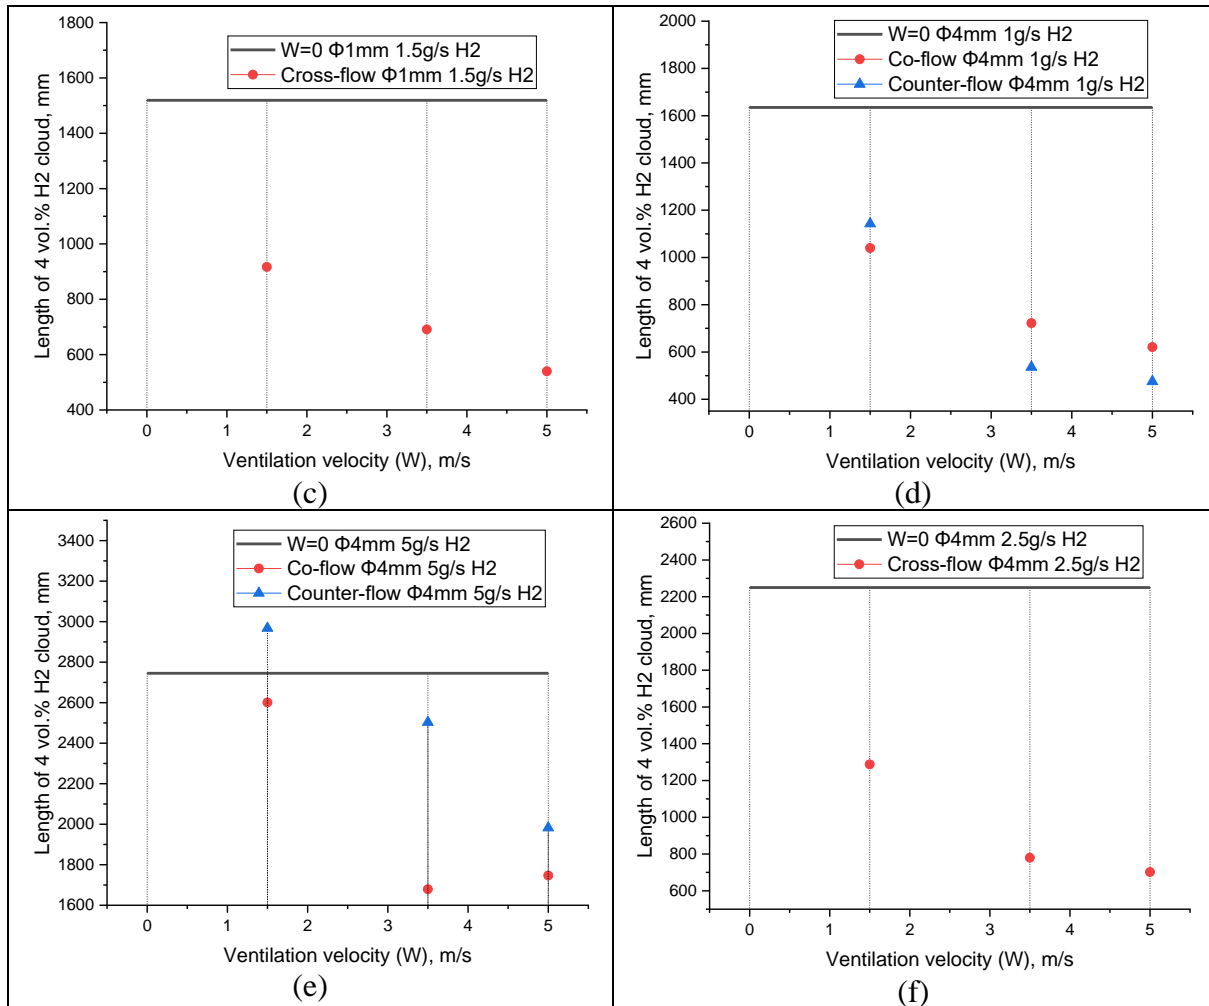 1800
1600
1400
1200
1000
800
600
400
Length of 4 vol.% H2 cloud, mm
W=0 Φ1mm 1.5g/s H2
Cross-flow Φ1mm 1.5g/s H2
0 1 2 3 4 5
Ventilation velocity (W), m/s
(c)
2000
1800
1600
1400
1200
1000
800
600
400
Length of 4 vol.% H2 cloud, mm
W=0 Φ4mm 1g/s H2
Co-flow Φ4mm 1g/s H2
Counter-flow Φ4mm 1g/s H2
0 1 2 3 4 5
Ventilation velocity (W), m/s
(d)
3400
3200
3000
2800
2600
2400
2200
2000
1800
1600
Length of 4 vol.% H2 cloud, mm
W=0 Φ4mm 5g/s H2
Co-flow Φ4mm 5g/s H2
Counter-flow Φ4mm 5g/s H2
0 1 2 3 4 5
Ventilation velocity (W), m/s
(e)
2600
2400
2200
2000
1800
1600
1400
1200
1000
800
600
Length of 4 vol.% H2 cloud, mm
W=0 Φ4mm 2.5g/s H2
Cross-flow Φ4mm 2.5g/s H2
0 1 2 3 4 5
Ventilation velocity (W), m/s
(f)